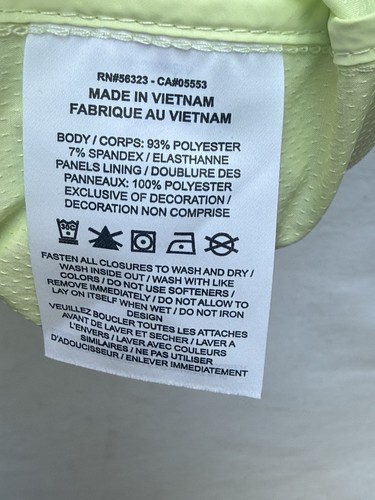 RN#56323 - CA#05553
MADE IN VIETNAM
FABRIQUE AU VIETNAM
BODY / CORPS: 93% POLYESTER
7% SPANDEX / ELASTHANNE
PANELS LINING / DOUBLURE DES
PANNEAUX: 100% POLYESTER
EXCLUSIVE OF DECORATION /
DECORATION NON COMPRISE
30C
FASTEN ALL CLOSURES TO WASH AND DRY /
WASH INSIDE OUT / WASH WITH LIKE
COLORS / DO NOT USE SOFTENERS /
REMOVE IMMEDIATELY / DO NOT ALLOW TO
LAY ON ITSELF WHEN WET / DO NOT IRON
DESIGN
VEUILLEZ BOUCLER TOUTES LES ATTACHES
AVANT DE LAVER ET SECHER / LAVER A
L'ENVERS / LAVER AVEC COULEURS
SIMILAIRES / NE PAS UTILISER
D'ADOUCISSEUR / ENLEVER IMMEDIATEMENT